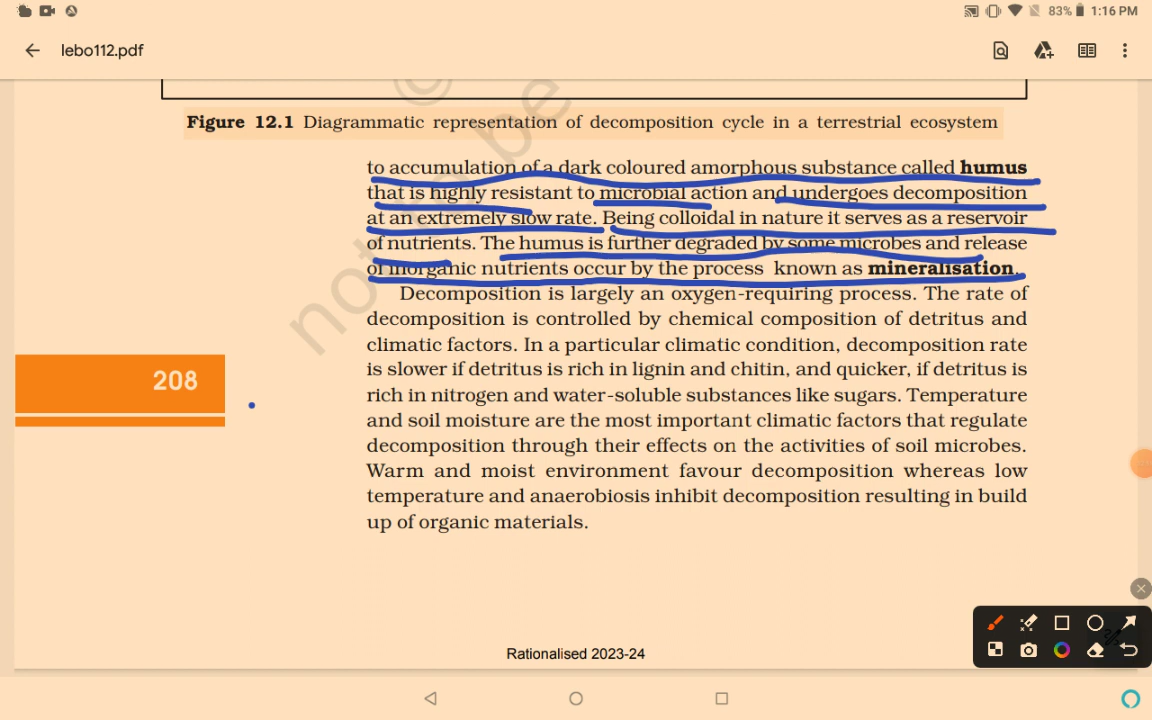 83% 1:16 PM
lebo112.pdf
Figure 12.1 Diagrammatic representation of decomposition cycle in a terrestrial ecosystem
to accumulation of a dark coloured amorphous substance called humus
that is highly resistant to microbial action and undergoes decomposition
at an extremely slow rate. Being colloidal in nature it serves as a reservoir
of nutrients. The humus is further degraded by some microbes and release
of inorganic nutrients occur by the process known as mineralisation.
Decomposition is largely an oxygen-requiring process. The rate of
decomposition is controlled by chemical composition of detritus and
climatic factors. In a particular climatic condition, decomposition rate
is slower if detritus is rich in lignin and chitin, and quicker, if detritus is
rich in nitrogen and water-soluble substances like sugars. Temperature
and soil moisture are the most important climatic factors that regulate
decomposition through their effects on the activities of soil microbes.
Warm and moist environment favour decomposition whereas low
temperature and anaerobiosis inhibit decomposition resulting in build
up of organic materials.
208
not to be
©
Rationalised 2023-24